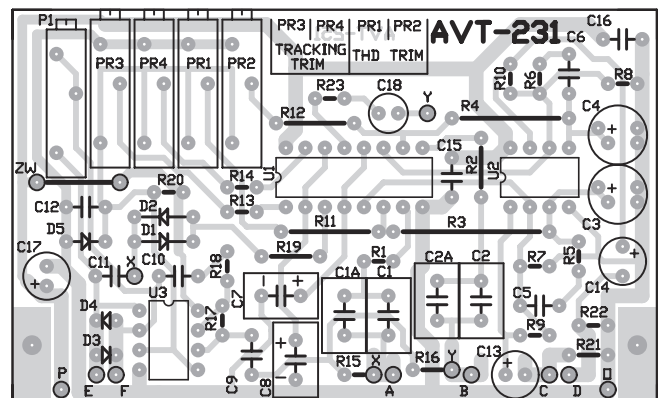 P1
PR3 PR4 PR1 PR2
TRACKING TRIM
THD TRIM
AVT-231
C16
C6
PR3 PR4 PR1 PR2
R23
C18
Y
R10
R6
R8
R12
R4
C4
ZW
R20
R14
R13
U1
C15
R2
U2
C12
D2
D1
D5
R11
R3
C3
C17
C11
X
C10
R18
R19
R1
R7
R5
C1A
C1
C2A
C2
C14
U3
C7
R17
C5
R22
D4
D3
R9
R21
C9
C8
R15
X
R16
Y
C13
P
E
F
A
B
C
D
O
+
-
+
+
-
+
+
+
+
+